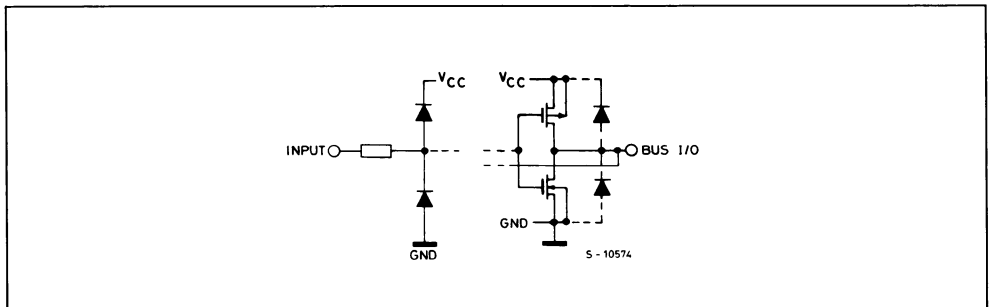 VCC
VCC
INPUT
BUS I/O
GND
GND
S - 10574